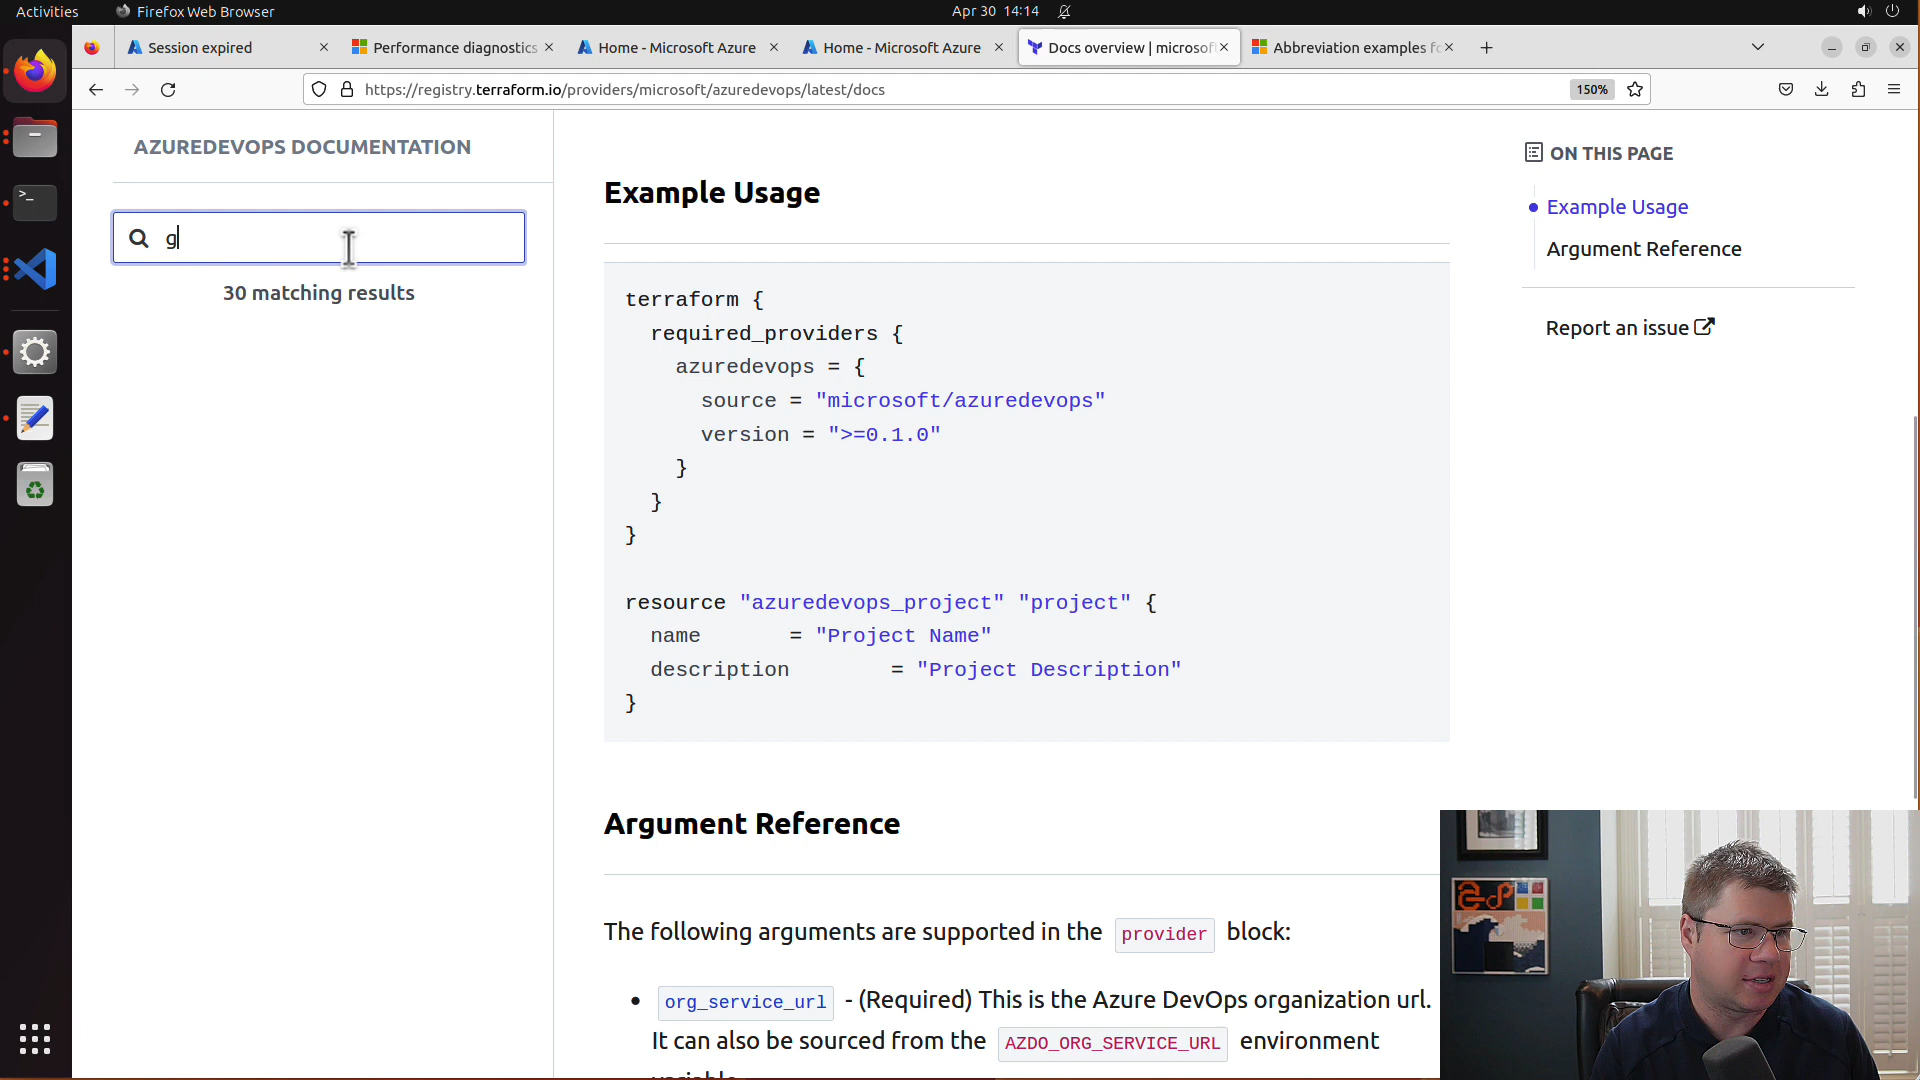 Activities
Firefox Web Browser
Apr 30 14:14
Session expired
Performance diagnostics
Home - Microsoft Azure
Home - Microsoft Azure
Docs overview | microsof
Abbreviation examples fo
https://registry.terraform.io/providers/microsoft/azuredevops/latest/docs
150%
AZUREDEVOPS DOCUMENTATION
g
30 matching results
Example Usage
terraform {
required_providers {
azuredevops = {
source = "microsoft/azuredevops"
version = ">=0.1.0"
}
}
}
resource "azuredevops_project" "project" {
name = "Project Name"
description = "Project Description"
}
Argument Reference
The following arguments are supported in the provider block:
• org_service_url - (Required) This is the Azure DevOps organization url.
It can also be sourced from the AZDO_ORG_SERVICE_URL environment
variable
ON THIS PAGE
Example Usage
Argument Reference
Report an issue